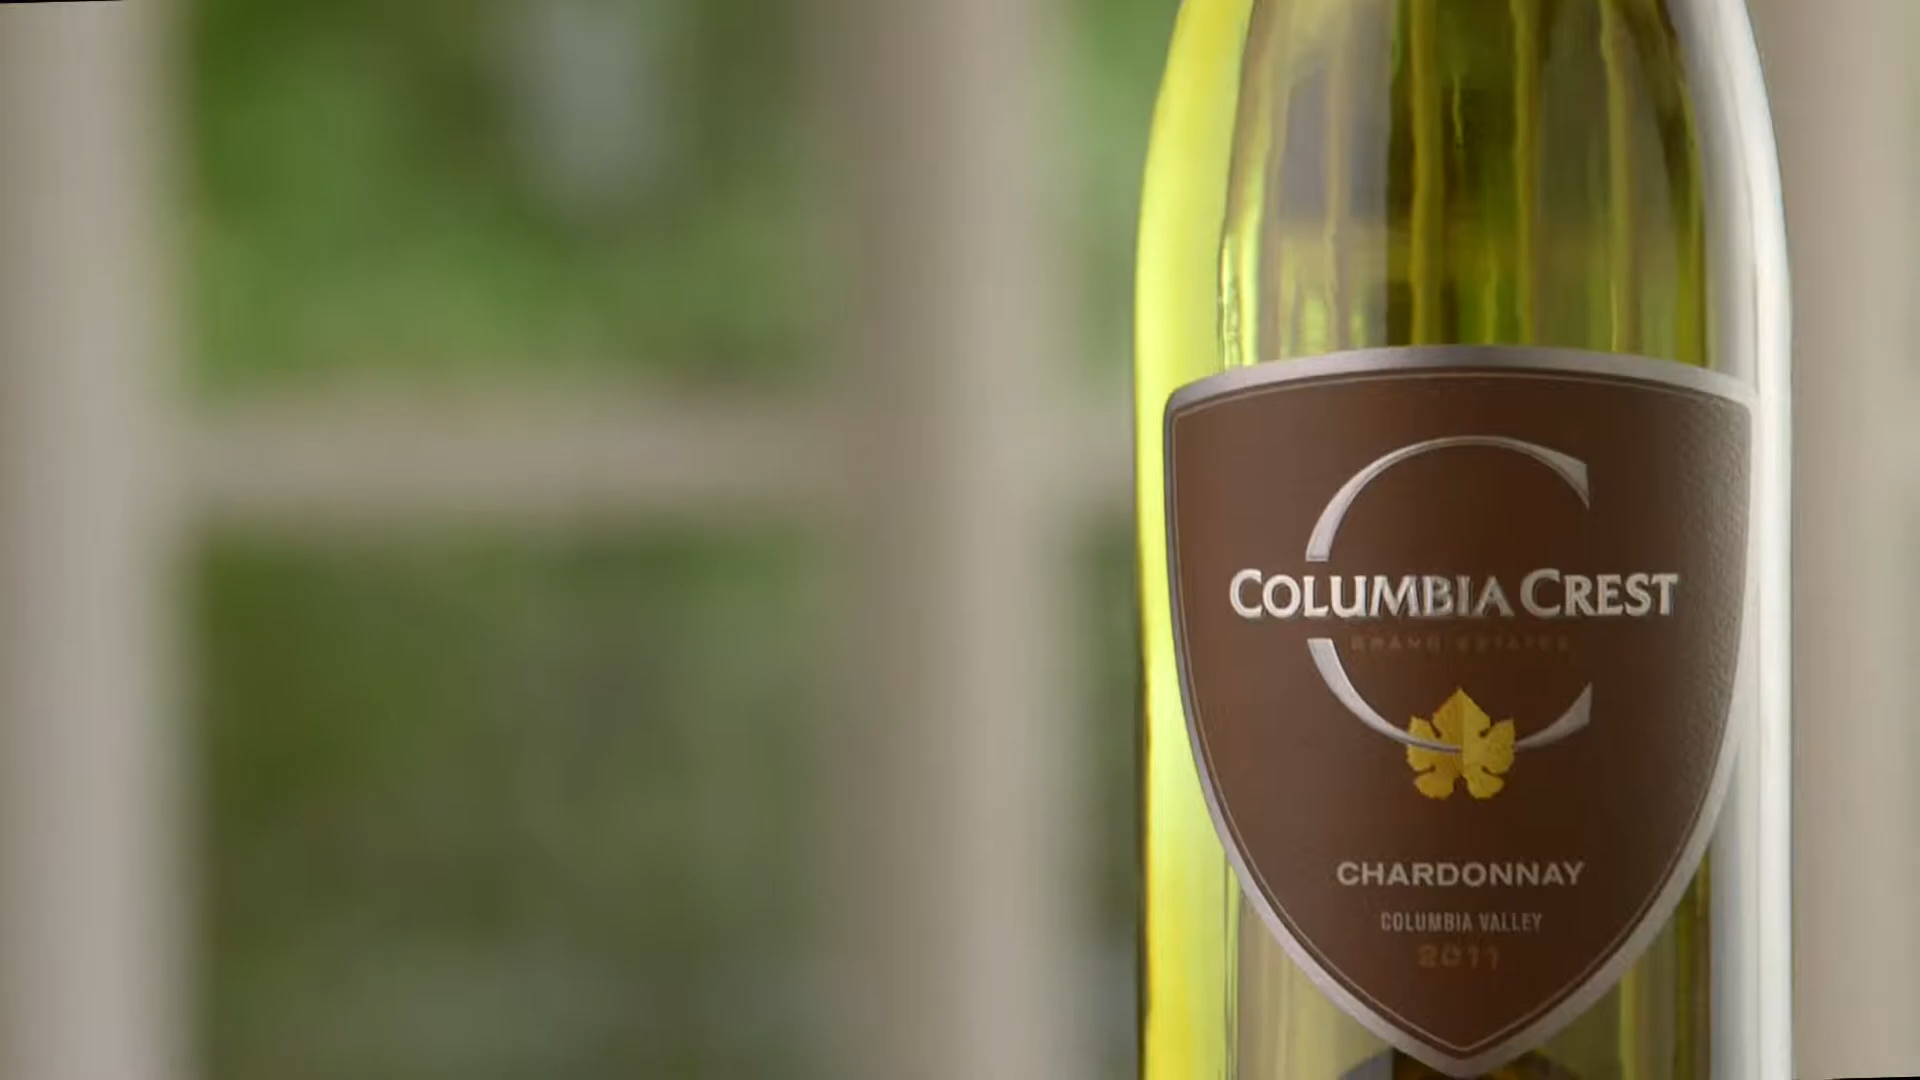 COLUMBIA CREST
GRAND ESTATES
CHARDONNAY
COLUMBIA VALLEY
2011